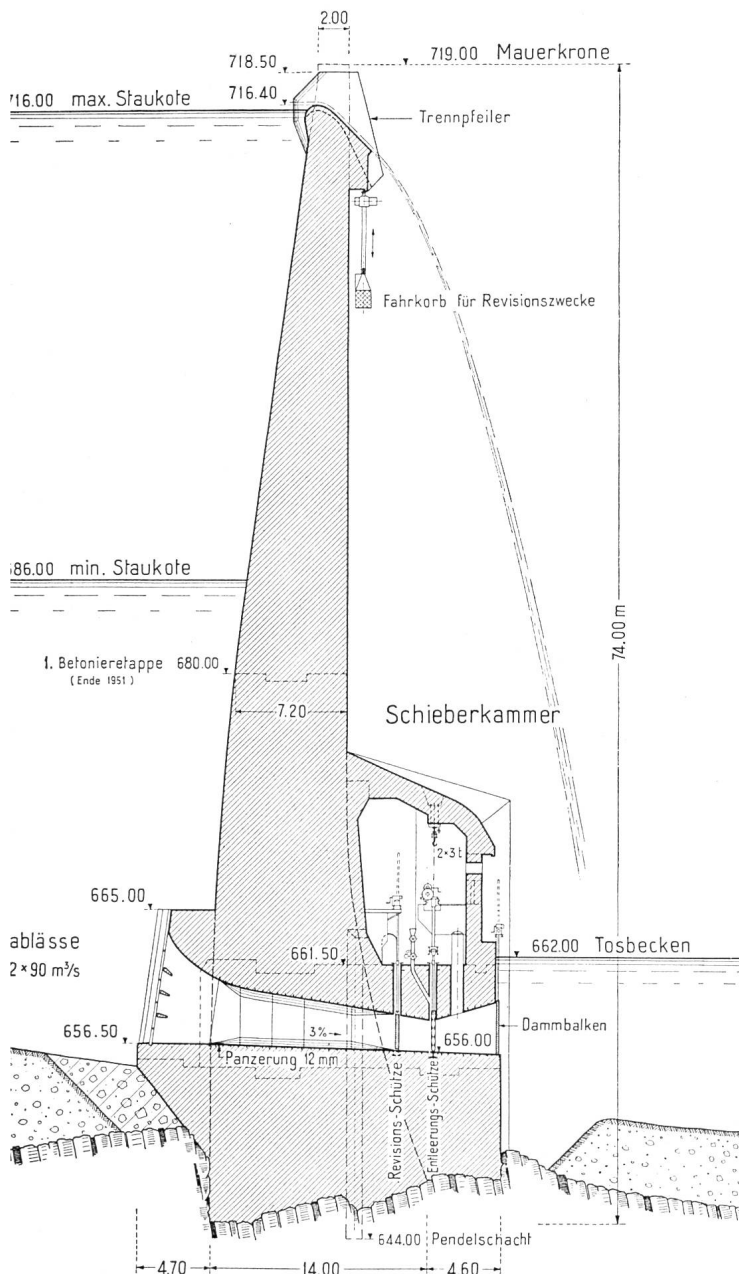 2.00
718.50
719.00 Mauerkrone
716.40
716.00 max. Staukote
Trennpfeiler
Fahrkorb für Revisionszwecke
686.00 min. Staukote
74.00 m
1. Betonieretappe 680.00
(Ende 1951)
7.20
Schieberkammer
2×3t
665.00
ablässe
2 × 90 m³/s
661.50
662.00 Tosbecken
656.50
3%
656.00
Dammbalken
Panzerung 12 mm
Revisions-Schütze
Entleerungs-Schütze
644.00 Pendelschacht
4.70
14.00
4.60